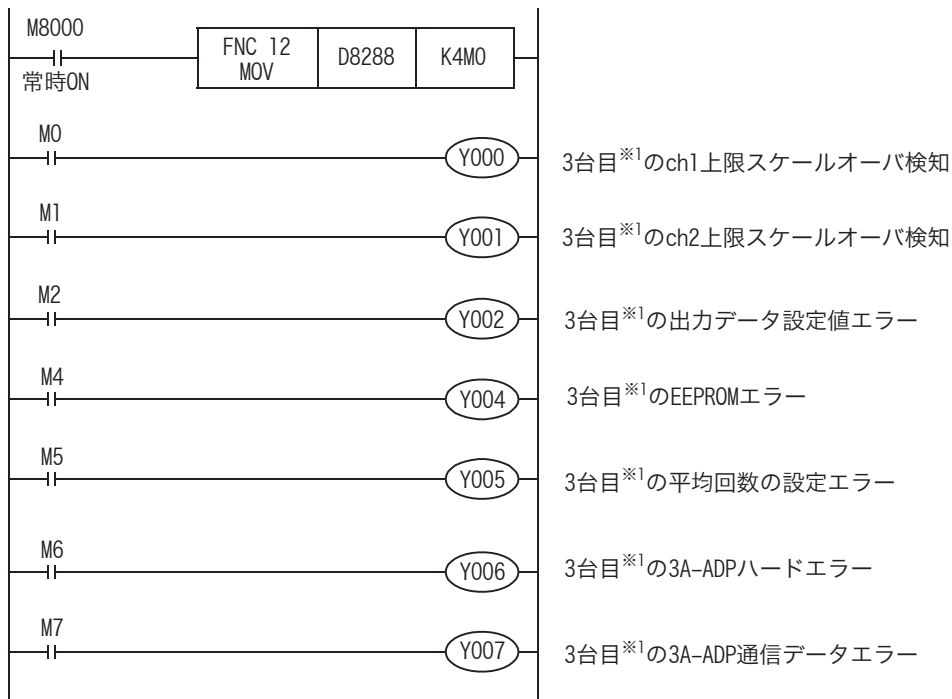 M8000
FNC 12
MOV
D8288
K4M0
常時ON
M0
Y000
3台目※1のch1上限スケールオーバ検知
M1
Y001
3台目※1のch2上限スケールオーバ検知
M2
Y002
3台目※1の出力データ設定値エラー
M4
Y004
3台目※1のEEPROMエラー
M5
Y005
3台目※1の平均回数の設定エラー
M6
Y006
3台目※1の3A-ADPハードエラー
M7
Y007
3台目※1の3A-ADP通信データエラー